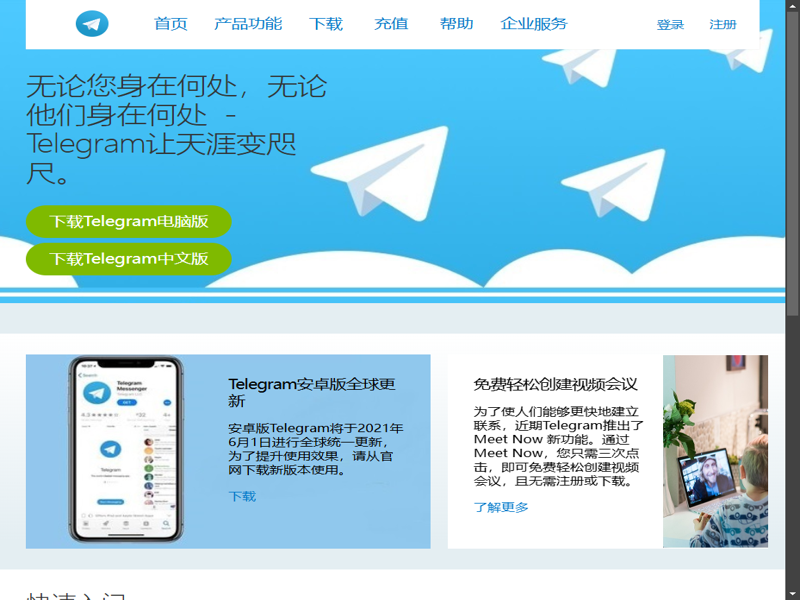 首页 产品功能 下载 充值 帮助 企业服务 登录 注册
无论您身在何处，无论
他们身在何处 -
Telegram让天涯变咫
尺。
下载Telegram电脑版
下载Telegram中文版
Telegram
Messenger
Telegram
Telegram安卓版全球更
新
安卓版Telegram将于2021年
6月1日进行全球统一更新，
为了提升使用效果，请从官
网下载新版本使用。
下载
免费轻松创建视频会议
为了使人们能够更快地建立
联系，近期Telegram推出了
Meet Now 新功能。通过
Meet Now，您只需三次点
击，即可免费轻松创建视频
会议，且无需注册或下载。
了解更多
快速入门